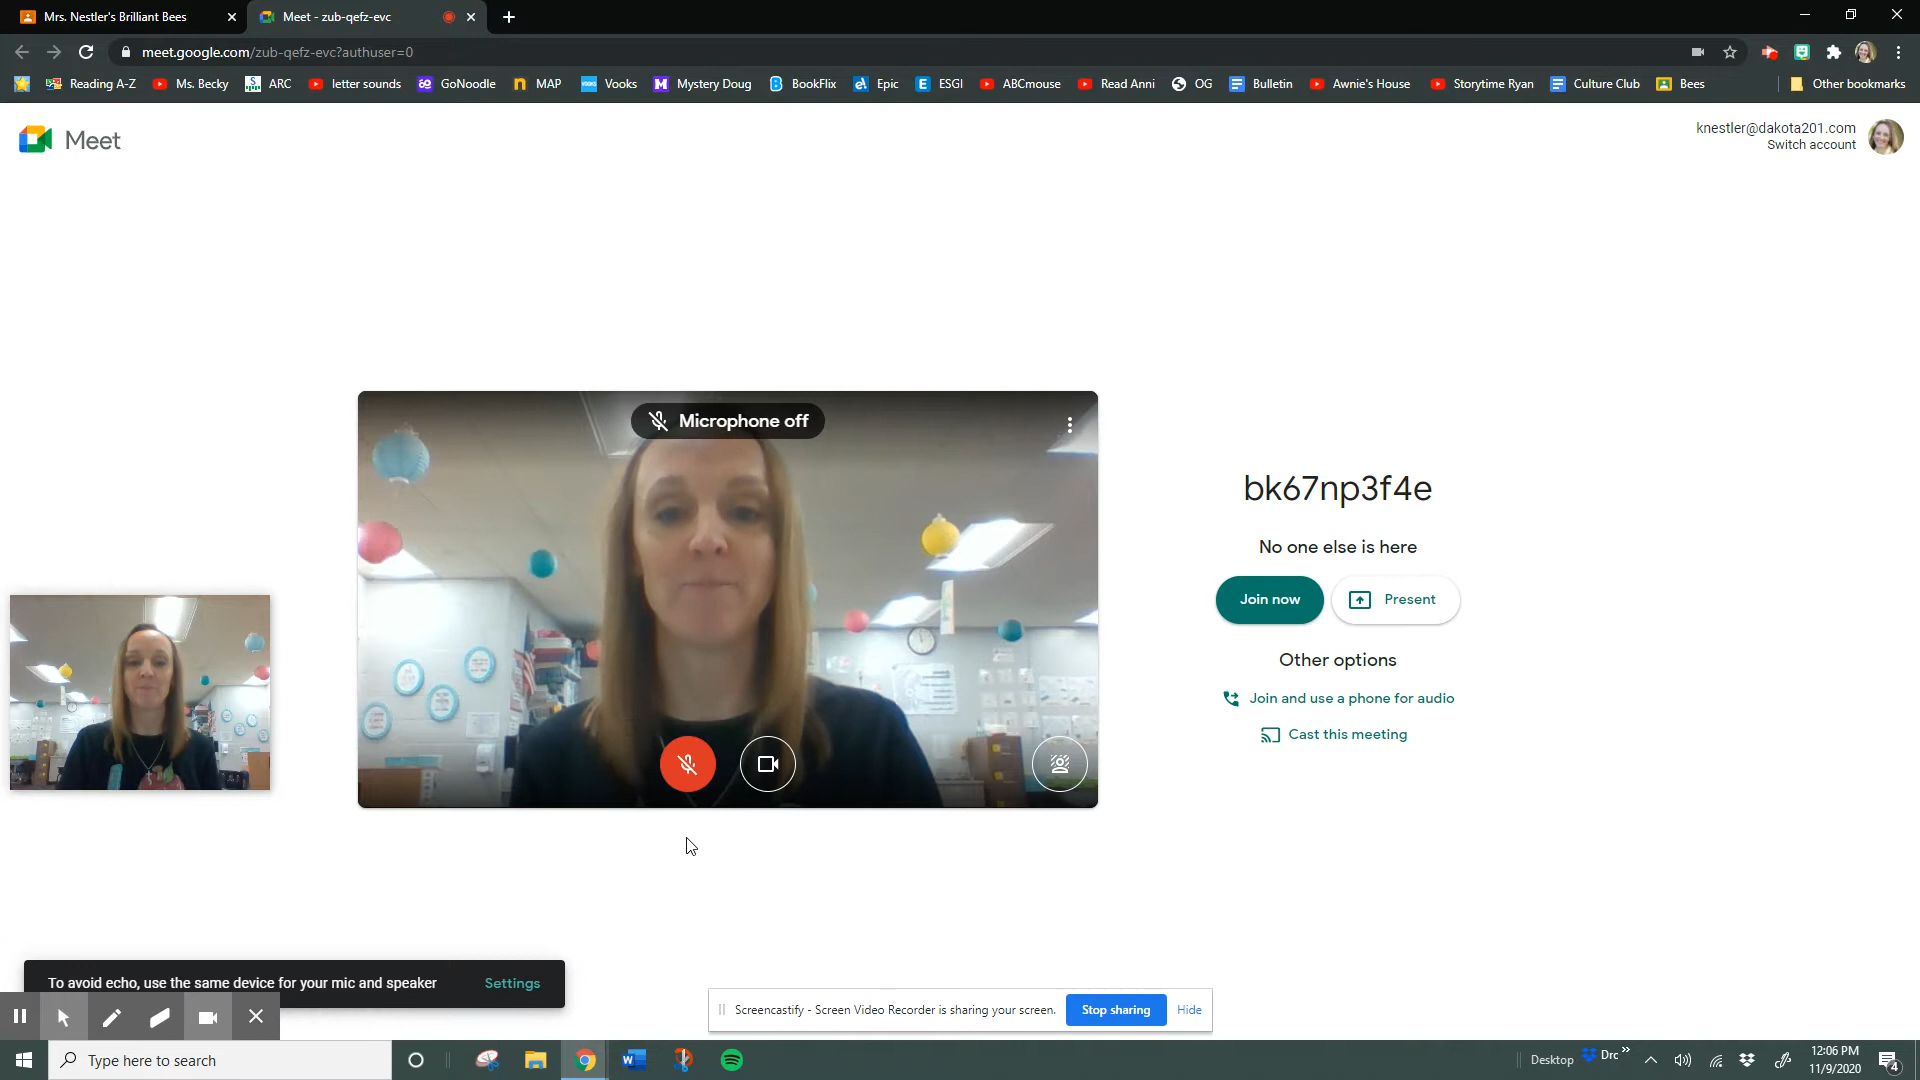 Mrs. Nestler's Brilliant Bees
Meet - zub-qefz-evc
meet.google.com/zub-qefz-evc?authuser=0
Reading A-Z
Ms. Becky
ARC
letter sounds
GoNoodle
MAP
Vooks
Mystery Doug
BookFlix
Epic
ESGI
ABCmouse
Read Anni
OG
Bulletin
Awnie's House
Storytime Ryan
Culture Club
Bees
Other bookmarks
Meet
knestler@dakota201.com
Switch account
Microphone off
bk67np3f4e
No one else is here
Join now
Present
Other options
Join and use a phone for audio
Cast this meeting
To avoid echo, use the same device for your mic and speaker
Settings
Screencastify - Screen Video Recorder is sharing your screen.
Stop sharing
Hide
Type here to search
Desktop
Drc
12:06 PM
11/9/2020
4